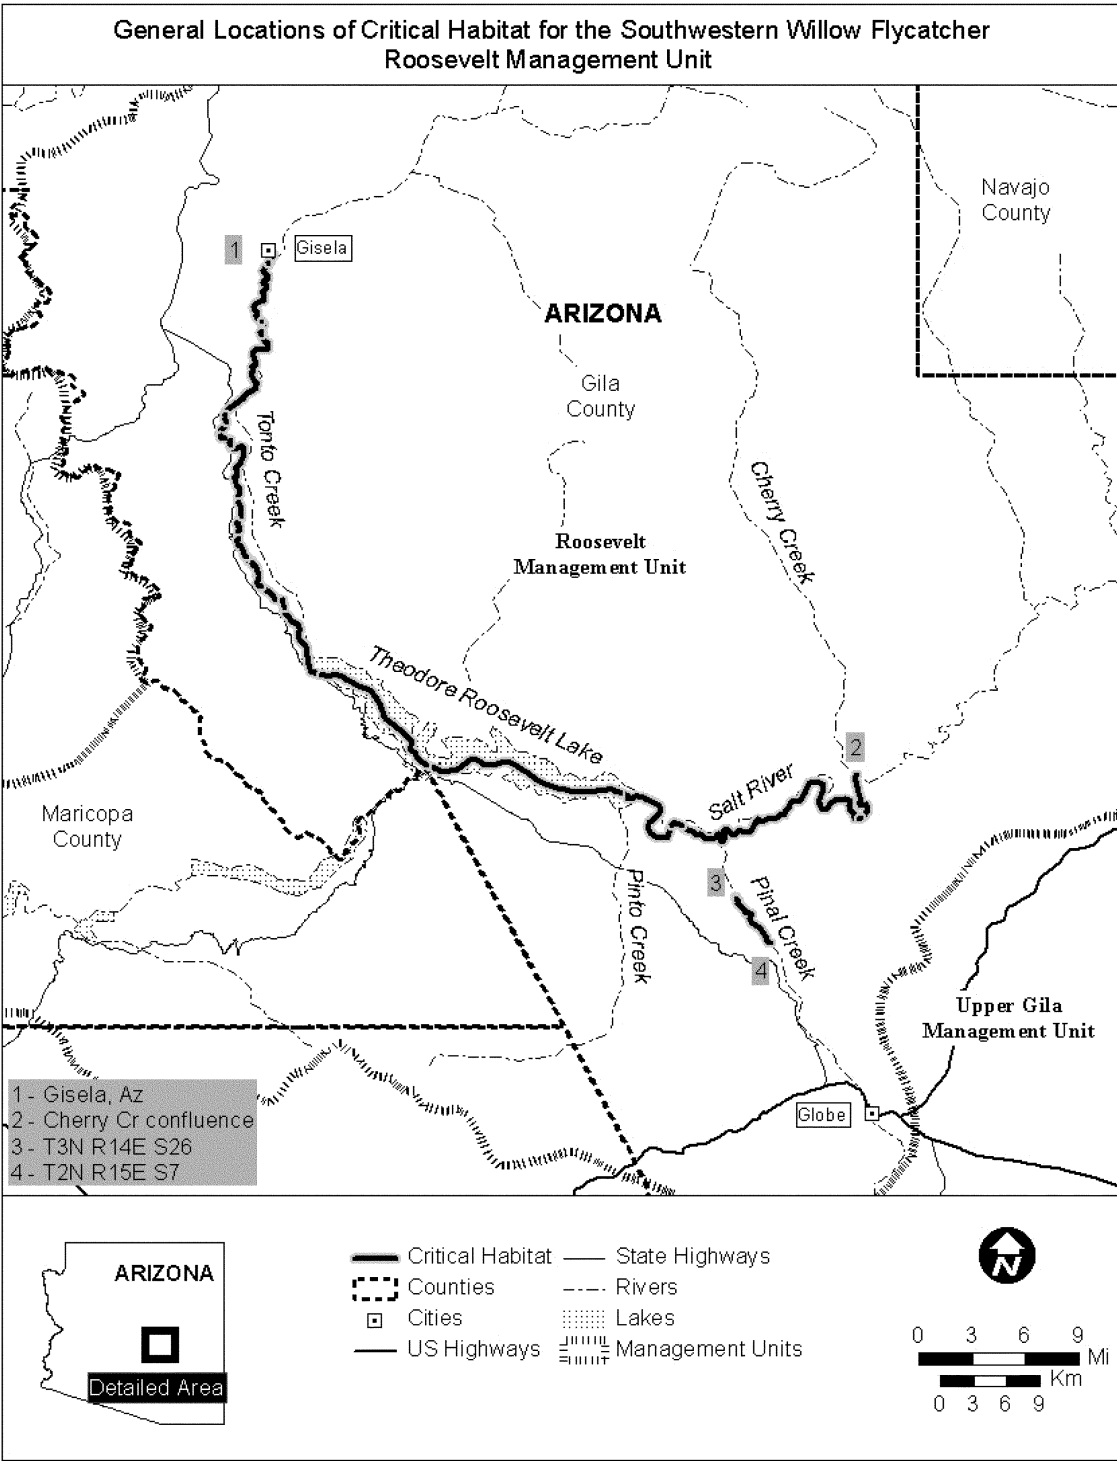 General Locations of Critical Habitat for the Southwestern Willow Flycatcher
Roosevelt Management Unit
Navajo
County
1
Gisela
ARIZONA
Gila
County
Tonto Creek
Cherry Creek
Roosevelt
Management Unit
Theodore Roosevelt Lake
2
Salt River
Maricopa
County
3
Pinal Creek
Pinto Creek
4
Upper Gila
Management Unit
1 - Gisela, Az
2 - Cherry Cr confluence
3 - T3N R14E S26
4 - T2N R15E S7
Globe
ARIZONA
Detailed Area
Critical Habitat
Counties
Cities
US Highways
State Highways
Rivers
Lakes
Management Units
N
0 3 6 9
Mi
Km
0 3 6 9